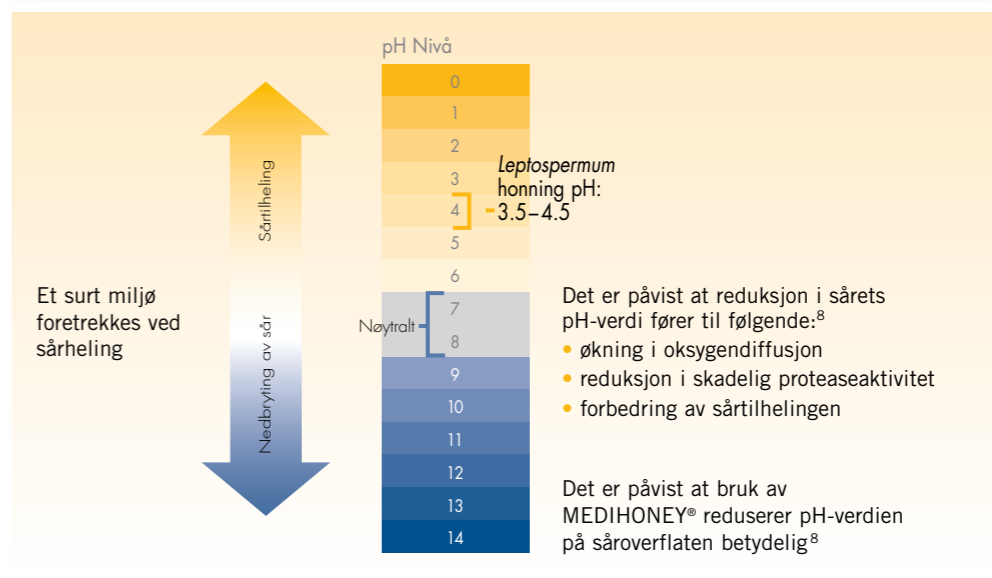 pH Nivå
0
1
2
3
4
5
6
7
8
9
10
11
12
13
14
Leptospermum
honning pH:
3.5–4.5
Nøytralt
Sårtilheling
Nedbryting av sår
Et surt miljø
foretrekkes ved
sårheling
Det er påvist at reduksjon i sårets
pH-verdi fører til følgende:⁸
• økning i oksygendiffusjon
• reduksjon i skadelig proteaseaktivitet
• forbedring av sårtilhelingen
Det er påvist at bruk av
MEDIHONEY® reduserer pH-verdien
på såroverflaten betydelig⁸